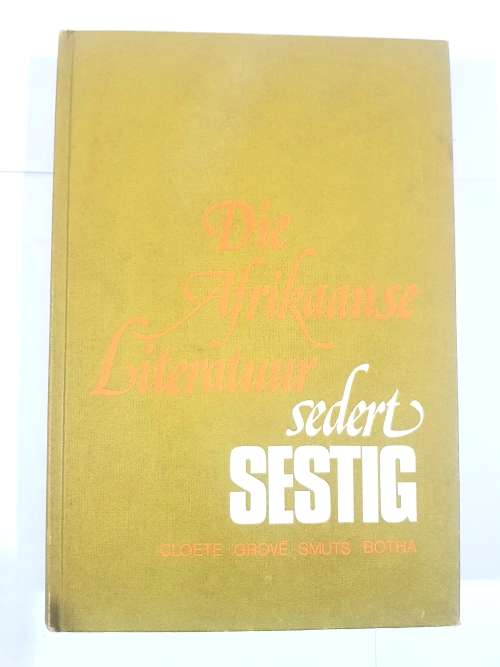 Die
Afrikaanse
Literatuur
sedert
SESTIG
CLOETE GROVÉ SMUTS BOTHA